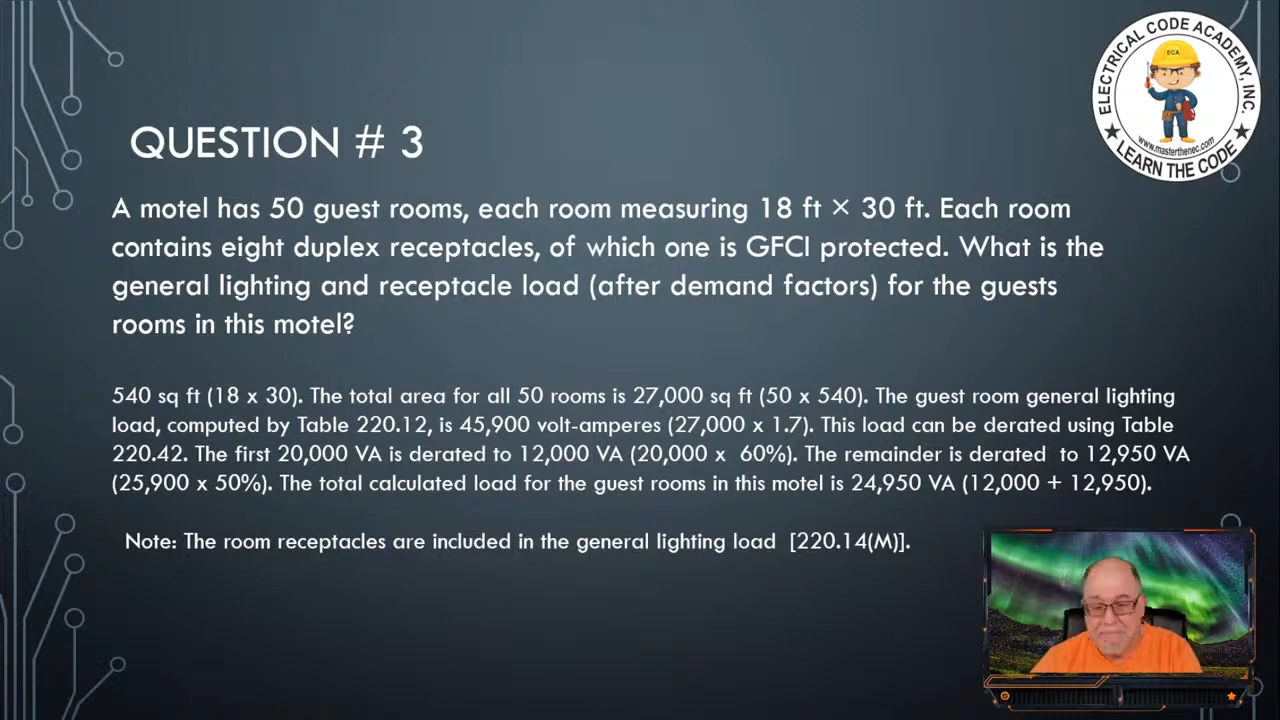 ELECTRICAL CODE ACADEMY, INC.
ECA
www.masterthenec.com
LEARN THE CODE
QUESTION # 3
A motel has 50 guest rooms, each room measuring 18 ft × 30 ft. Each room
contains eight duplex receptacles, of which one is GFCI protected. What is the
general lighting and receptacle load (after demand factors) for the guests
rooms in this motel?
540 sq ft (18 x 30). The total area for all 50 rooms is 27,000 sq ft (50 x 540). The guest room general lighting
load, computed by Table 220.12, is 45,900 volt-amperes (27,000 x 1.7). This load can be derated using Table
220.42. The first 20,000 VA is derated to 12,000 VA (20,000 x 60%). The remainder is derated to 12,950 VA
(25,900 x 50%). The total calculated load for the guest rooms in this motel is 24,950 VA (12,000 + 12,950).
Note: The room receptacles are included in the general lighting load [220.14(M)].